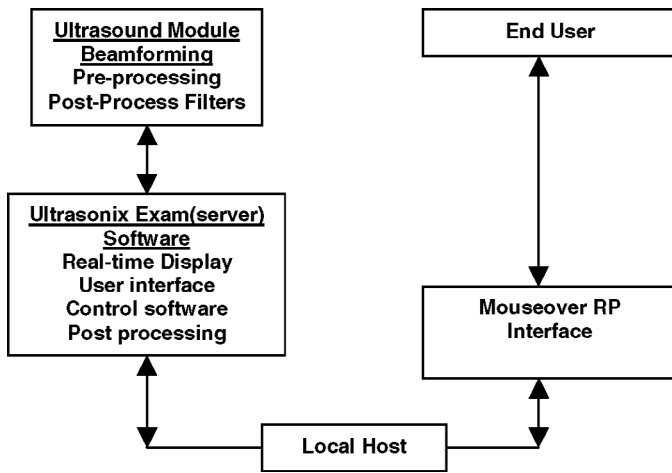 Ultrasound Module
Beamforming
Pre-processing
Post-Process Filters
End User
Ultrasonix Exam(server)
Software
Real-time Display
User interface
Control software
Post processing
Mouseover RP
Interface
Local Host